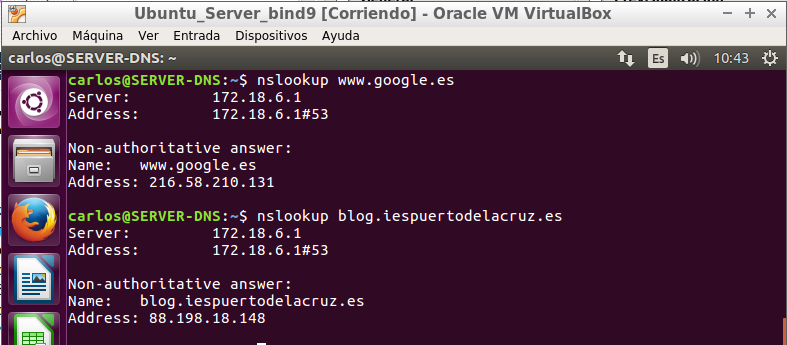 Ubuntu_Server_bind9 [Corriendo] - Oracle VM VirtualBox
Archivo Máquina Ver Entrada Dispositivos Ayuda
carlos@SERVER-DNS: ~ Es 10:43
carlos@SERVER-DNS:~$ nslookup www.google.es
Server: 172.18.6.1
Address: 172.18.6.1#53
Non-authoritative answer:
Name: www.google.es
Address: 216.58.210.131
carlos@SERVER-DNS:~$ nslookup blog.iespuertodelacruz.es
Server: 172.18.6.1
Address: 172.18.6.1#53
Non-authoritative answer:
Name: blog.iespuertodelacruz.es
Address: 88.198.18.148